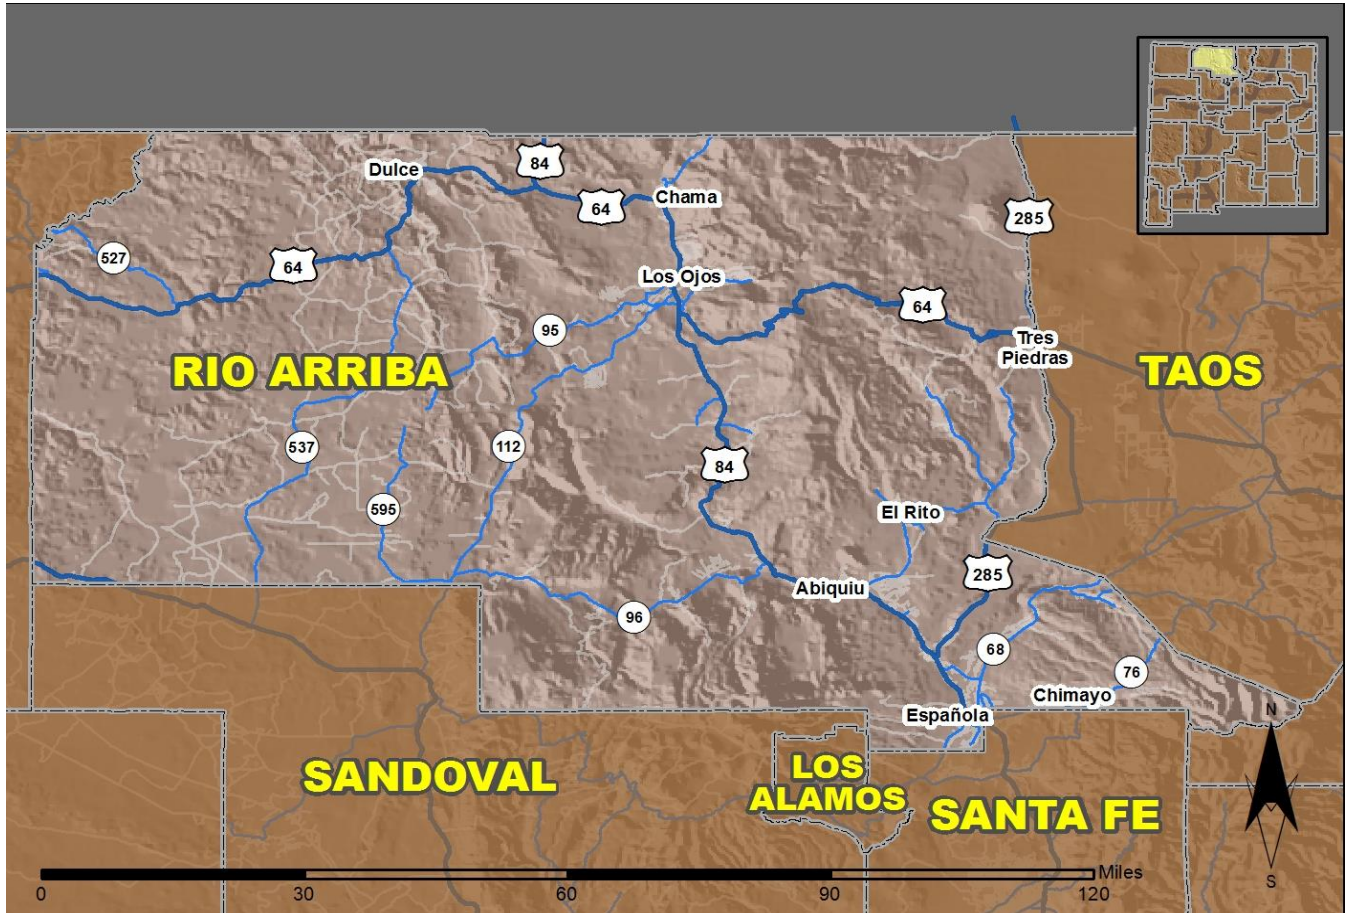 84
Dulce
64
Chama
285
527
64
Los Ojos
64
95
Tres
Piedras
RIO ARRIBA
TAOS
537
112
84
595
El Rito
285
Abiquiu
96
68
76
Chimayo
Española
N
SANDOVAL
LOS
ALAMOS
SANTA FE
Miles
0
30
60
90
120
S